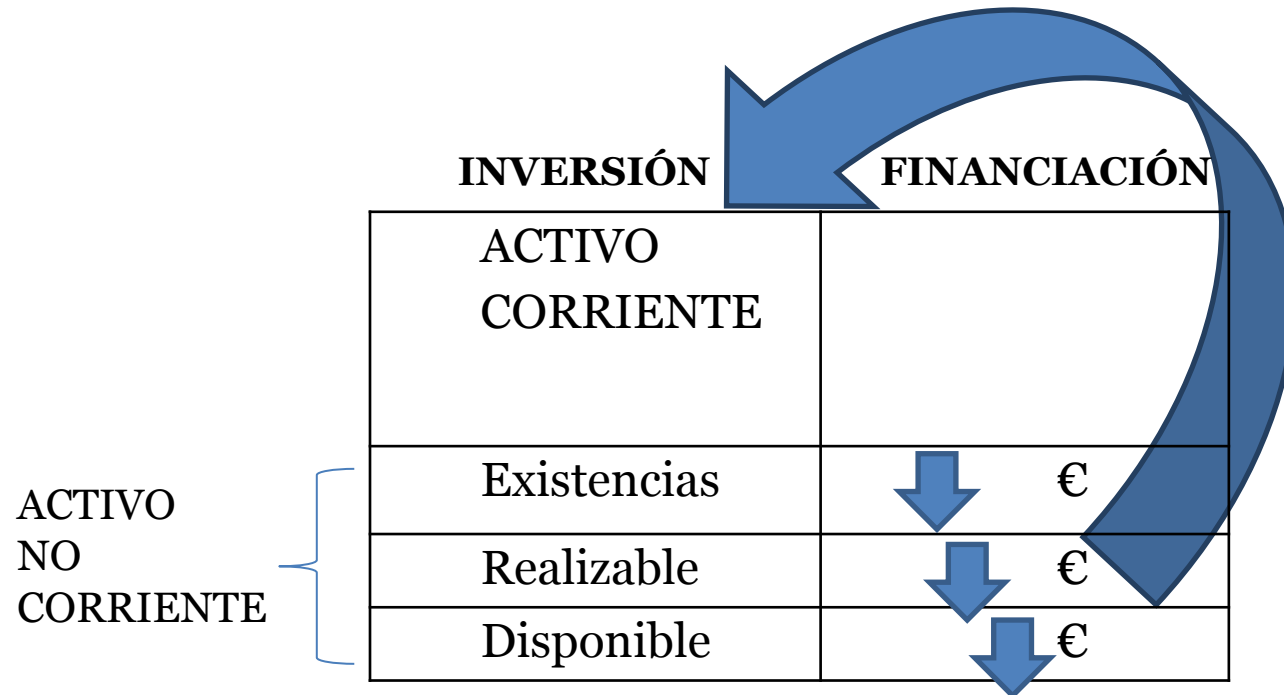 INVERSIÓN FINANCIACIÓN
ACTIVO
CORRIENTE
Existencias €
Realizable €
Disponible €
ACTIVO
NO
CORRIENTE